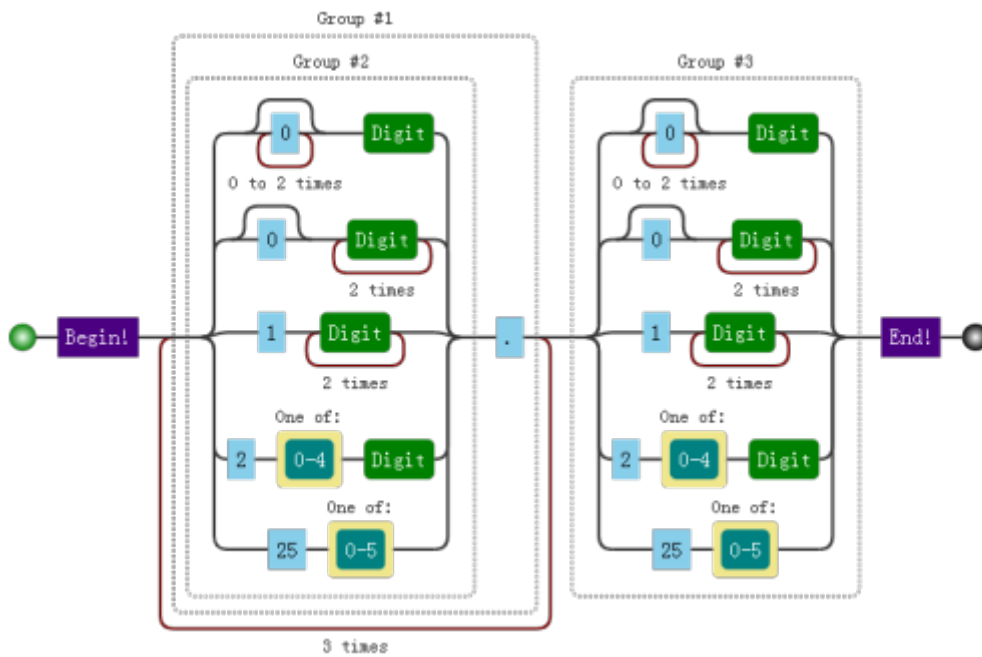 Group #1
Group #2
Group #3
0 Digit
0 Digit
0 to 2 times
0 to 2 times
0 Digit
0 Digit
2 times
2 times
Begin!
1 Digit
.
1 Digit
End!
2 times
2 times
One of:
One of:
2 0-4 Digit
2 0-4 Digit
One of:
One of:
25 0-5
25 0-5
3 times